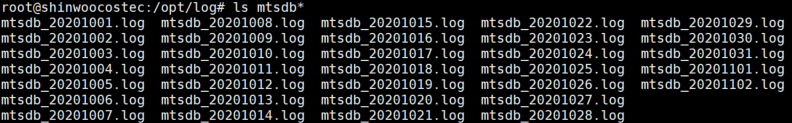 root@shinwoocostec:/opt/log# ls mtsdb*
mtsdb_20201001.log  mtsdb_20201008.log  mtsdb_20201015.log  mtsdb_20201022.log  mtsdb_20201029.log
mtsdb_20201002.log  mtsdb_20201009.log  mtsdb_20201016.log  mtsdb_20201023.log  mtsdb_20201030.log
mtsdb_20201003.log  mtsdb_20201010.log  mtsdb_20201017.log  mtsdb_20201024.log  mtsdb_20201031.log
mtsdb_20201004.log  mtsdb_20201011.log  mtsdb_20201018.log  mtsdb_20201025.log  mtsdb_20201101.log
mtsdb_20201005.log  mtsdb_20201012.log  mtsdb_20201019.log  mtsdb_20201026.log  mtsdb_20201102.log
mtsdb_20201006.log  mtsdb_20201013.log  mtsdb_20201020.log  mtsdb_20201027.log
mtsdb_20201007.log  mtsdb_20201014.log  mtsdb_20201021.log  mtsdb_20201028.log